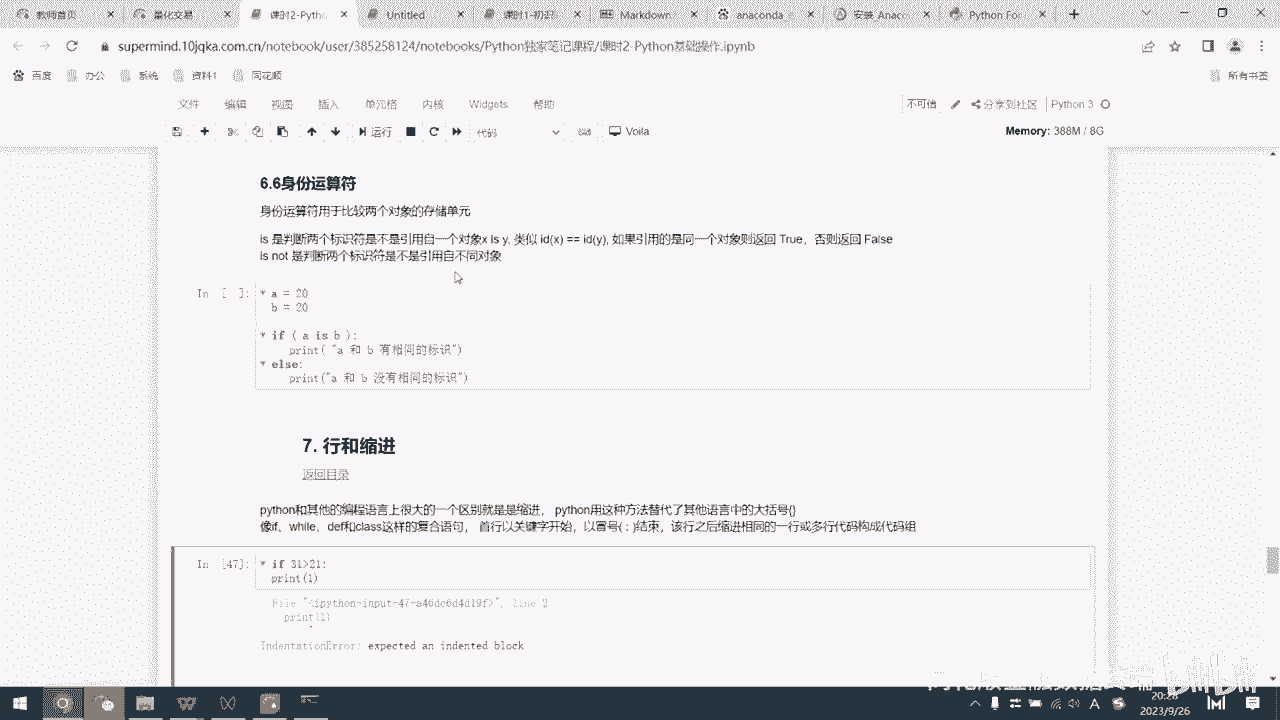 教师首页
量化交易
课时2-Pytho
Untitled
课时1-初识
Markdown
anaconda_
安装 Anaco
Python For
supermind.10jqka.com.cn/notebook/user/385258124/notebooks/Python独家笔记课程/课时2-Python基础操作.ipynb
百度 办公 系统 资料1 同花顺 所有书签
文件 编辑 视图 插入 单元格 内核 Widgets 帮助 不可信 分享到社区 Python 3
运行 代码 Voila Memory: 388M / 8G
6.6身份运算符
身份运算符用于比较两个对象的存储单元
is 是判断两个标识符是不是引用自一个对象x is y, 类似 id(x) == id(y), 如果引用的是同一个对象则返回 True，否则返回 False
is not 是判断两个标识符是不是引用自不同对象
In [ ]: a = 20
b = 20
if ( a is b ):
print( "a 和 b 有相同的标识")
else:
print("a 和 b 没有相同的标识")
7. 行和缩进
返回目录
python和其他的编程语言上很大的一个区别就是是缩进， python用这种方法替代了其他语言中的大括号{}
像if、while、def和class这样的复合语句， 首行以关键字开始，以冒号( : )结束，该行之后缩进相同的一行或多行代码构成代码组
In [47]: if 31>21:
print(1)
File "<ipython-input-47-a46dc6d4d19f>", line 2
print(1)
^
IndentationError: expected an indented block
2023/9/26